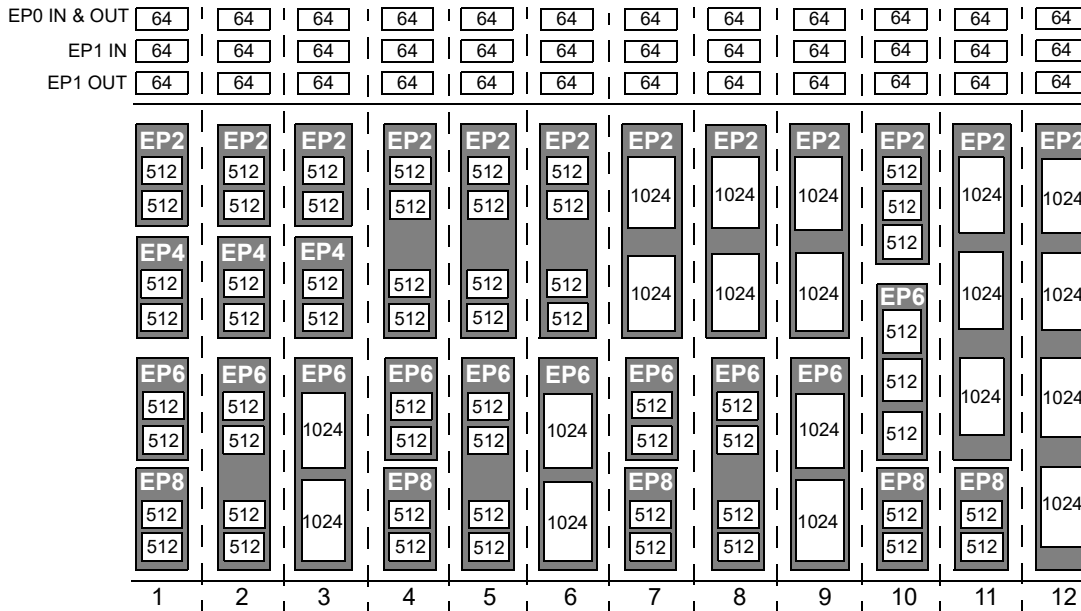 EP0 IN & OUT 64 64 64 64 64 64 64 64 64 64 64 64
EP1 IN 64 64 64 64 64 64 64 64 64 64 64 64
EP1 OUT 64 64 64 64 64 64 64 64 64 64 64 64
EP2 EP2 EP2 EP2 EP2 EP2 EP2 EP2 EP2 EP2 EP2 EP2
512 512 512 512 512 512 512
1024 1024 1024 1024 1024
512 512 512 512 512 512 512
512
EP4 EP4 EP4
512 512 512 512 512 512
1024 1024 1024 EP6 1024 1024
512 512 512 512 512 512 512
EP6 EP6 EP6 EP6 EP6 EP6 EP6 EP6 EP6 512
512 512 512 512 512 512 1024 1024
1024 1024 1024 512
512 512 512 512 512 512
EP8 EP8 EP8 EP8 EP8
1024
512 512 512 512 512 512 512 512
1024 1024 1024
512 512 512 512 512 512 512 512
1 2 3 4 5 6 7 8 9 10 11 12